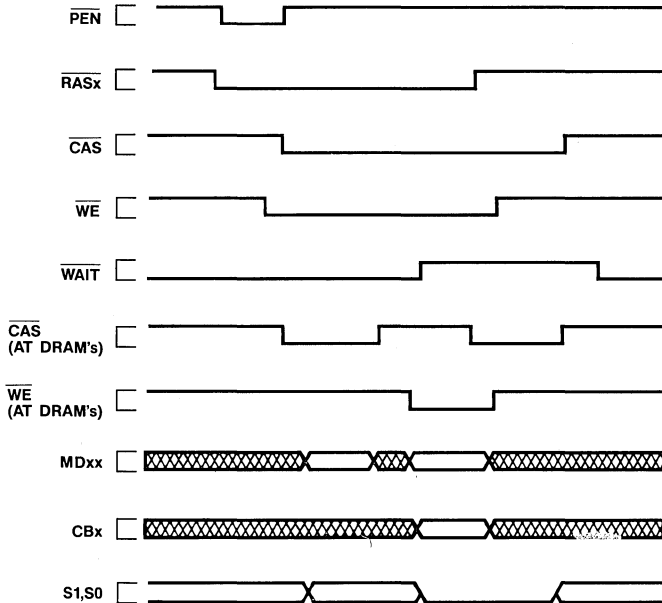 PEN
RASx
CAS
WE
WAIT
CAS
(AT DRAM's)
WE
(AT DRAM's)
MDxx
CBx
S1,S0